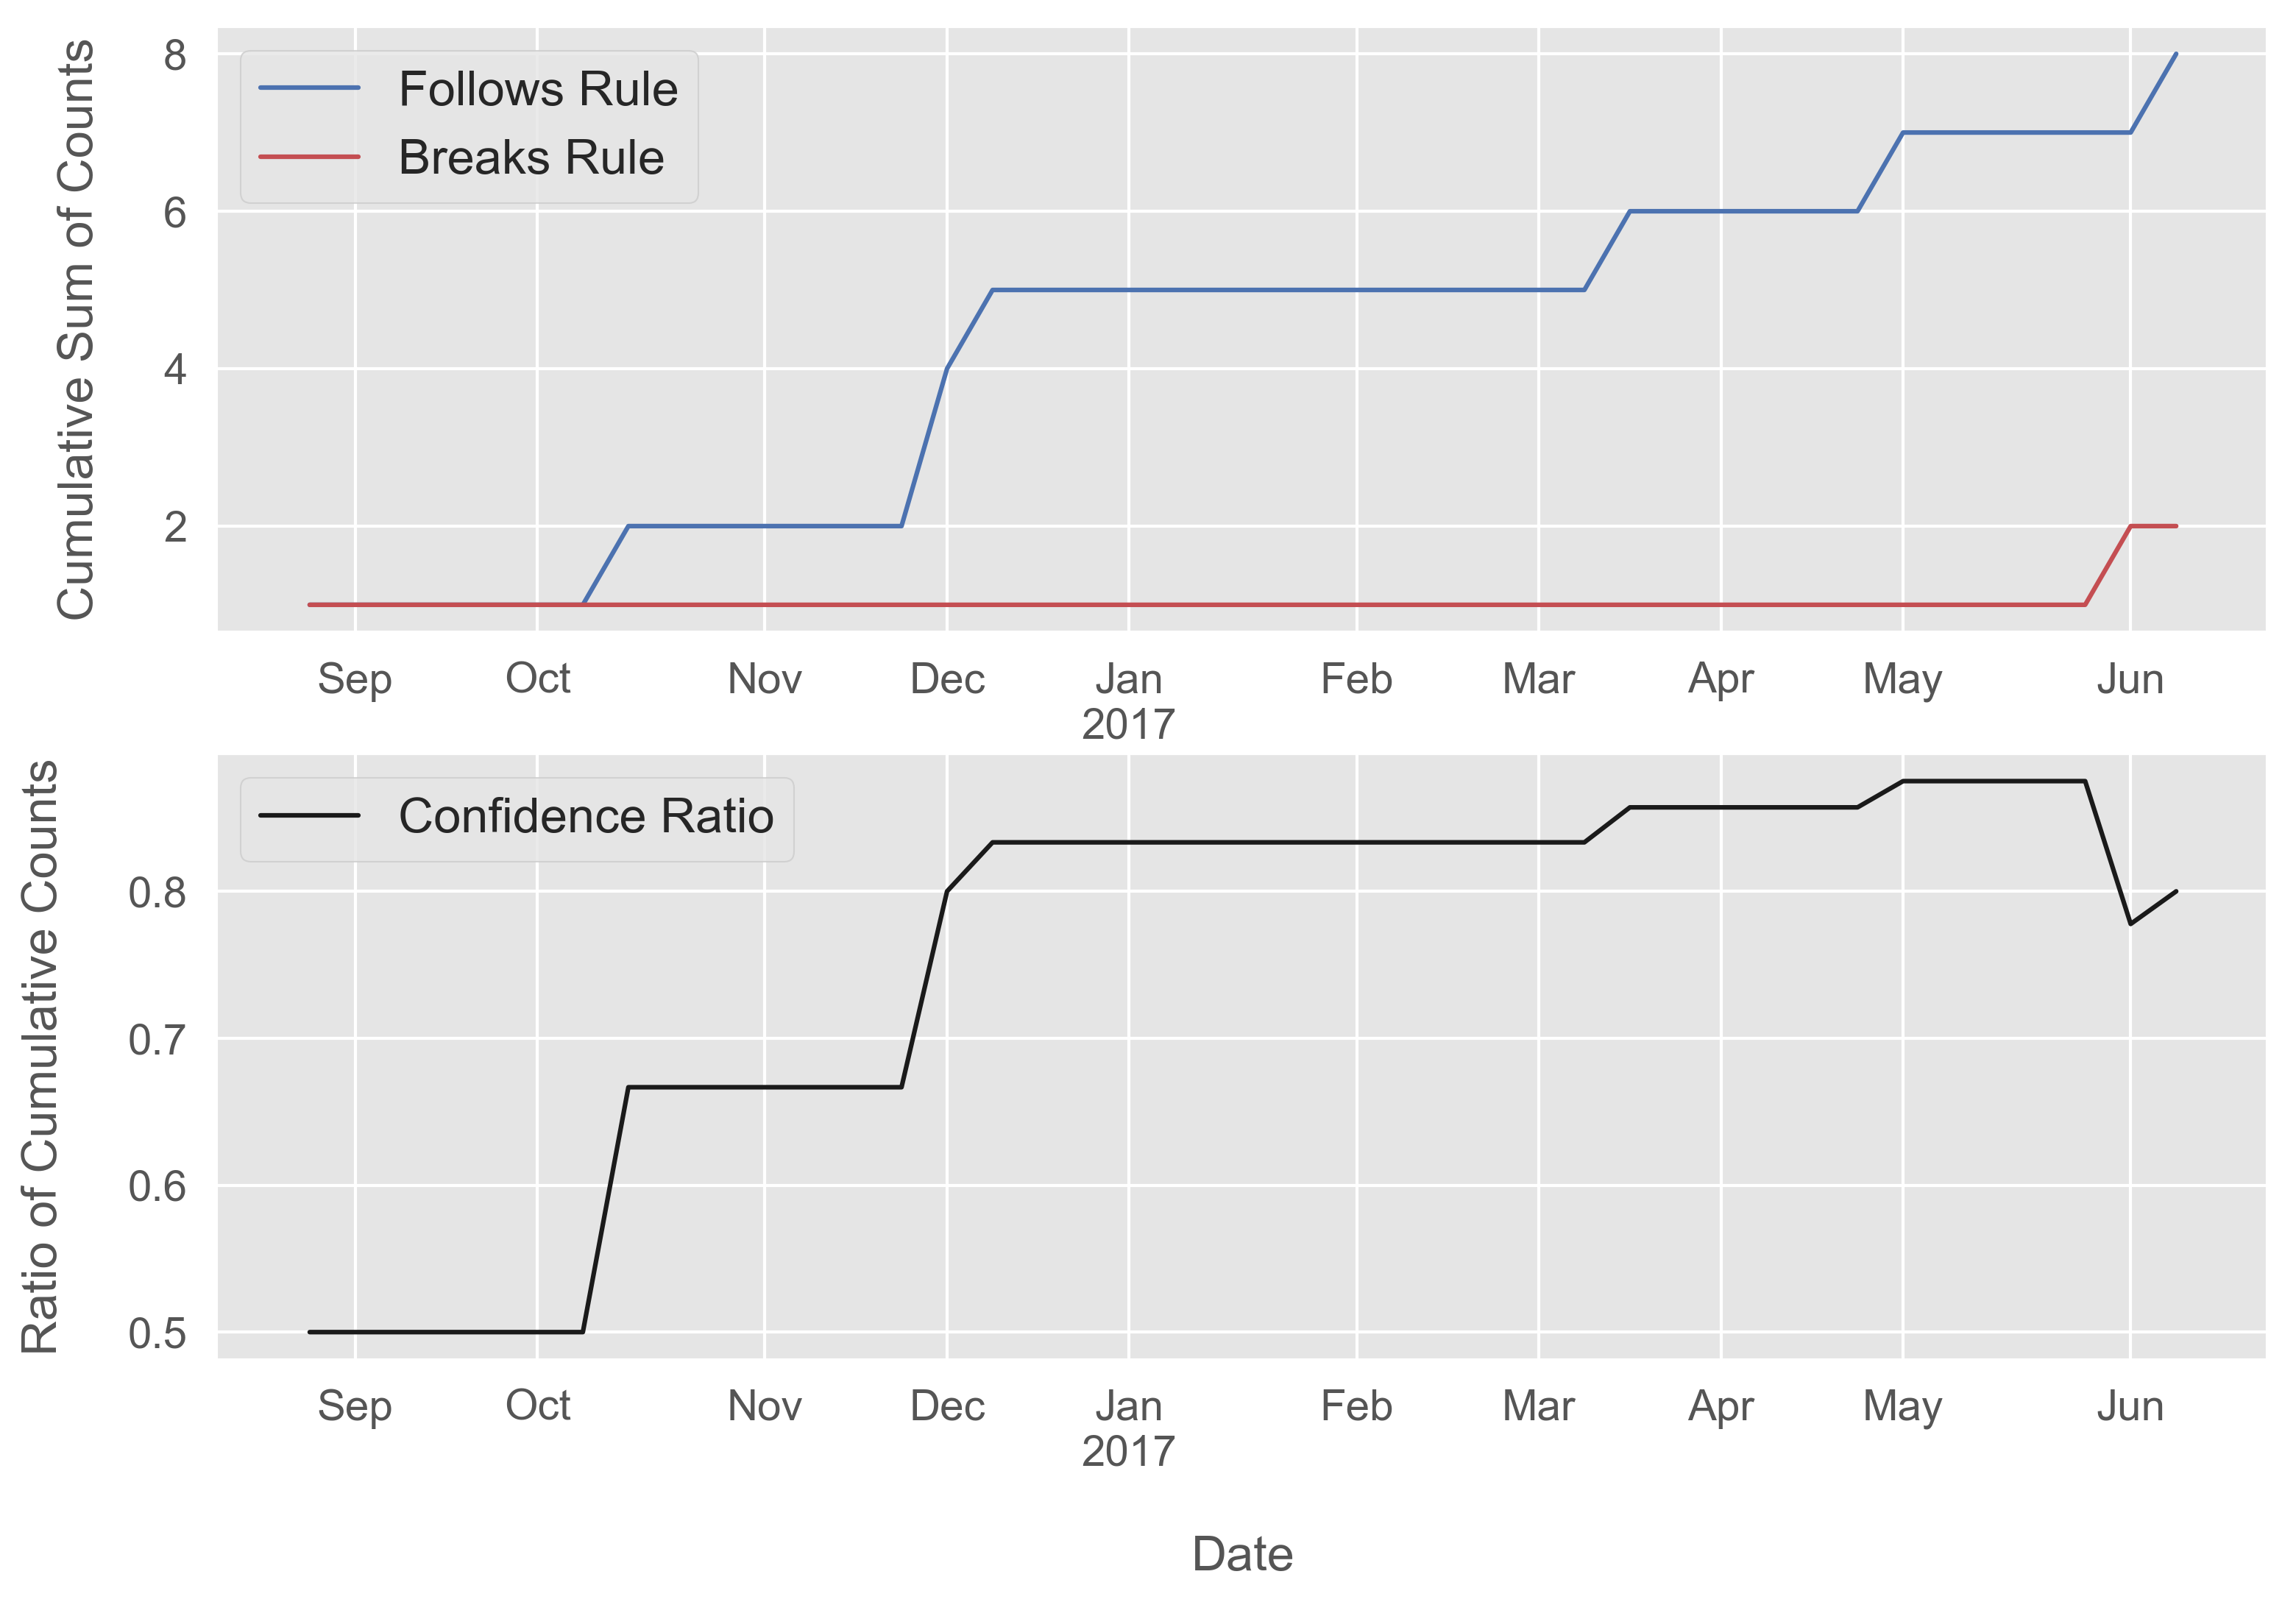 Cumulative Sum of Counts
8
6
4
2
Follows Rule
Breaks Rule
Sep Oct Nov Dec Jan Feb Mar Apr May Jun
2017
Ratio of Cumulative Counts
0.8
0.7
0.6
0.5
Confidence Ratio
Sep Oct Nov Dec Jan Feb Mar Apr May Jun
2017
Date